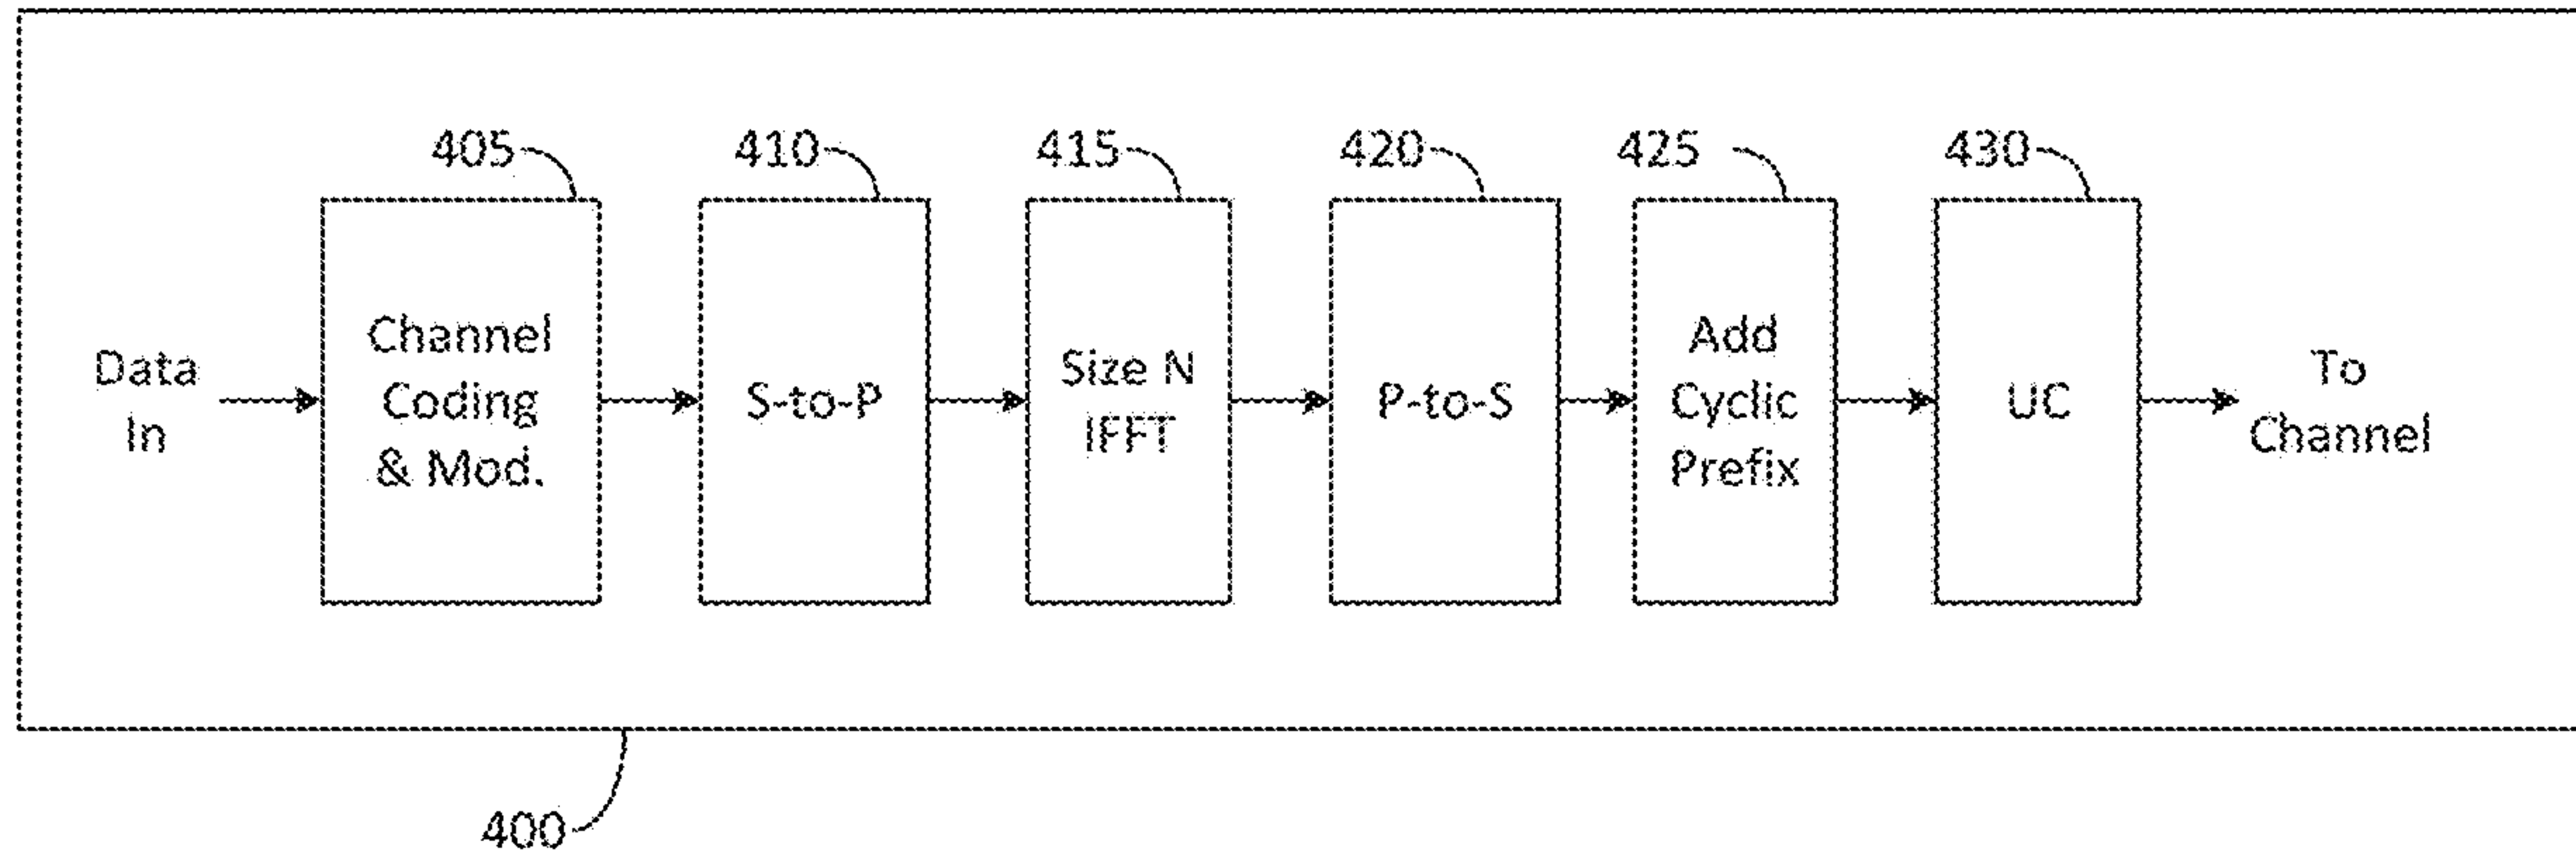 405
410
415
420
425
430
Data
In
Channel
Coding
& Mod.
S-to-P
Size N
IFFT
P-to-S
Add
Cyclic
Prefix
UC
To
Channel
400